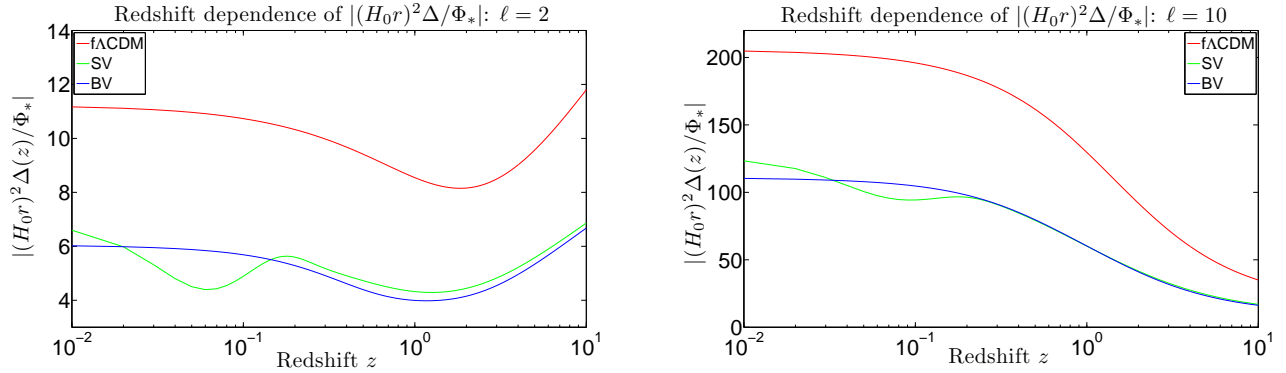 Redshift dependence of |(H₀r)²Δ/Φ∗|: ℓ = 2
|(H₀r)²Δ(z)/Φ∗|
14
12
10
8
6
4
fΛCDM
SV
BV
10⁻² 10⁻¹ 10⁰ 10¹
Redshift z
Redshift dependence of |(H₀r)²Δ/Φ∗|: ℓ = 10
|(H₀r)²Δ(z)/Φ∗|
200
150
100
50
0
fΛCDM
SV
BV
10⁻² 10⁻¹ 10⁰ 10¹
Redshift z